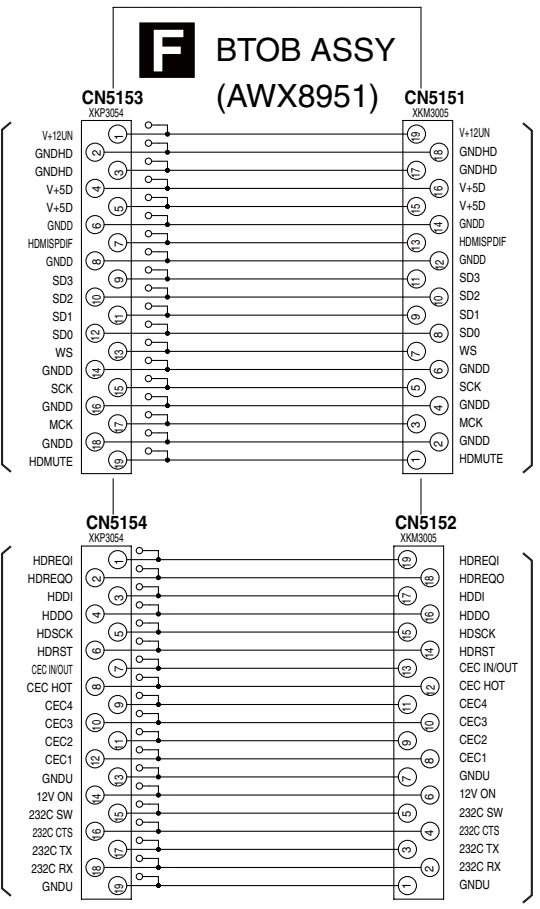 F BTOB ASSY
(AWX8951)
CN5153 CN5151
XKP3054 XKM3005
V+12UN 1 19 V+12UN
GNDHD 2 18 GNDHD
GNDHD 3 17 GNDHD
V+5D 4 16 V+5D
V+5D 5 15 V+5D
GNDD 6 14 GNDD
HDMISPDIF 7 13 HDMISPDIF
GNDD 8 12 GNDD
SD3 9 11 SD3
SD2 10 10 SD2
SD1 11 9 SD1
SD0 12 8 SD0
WS 13 7 WS
GNDD 14 6 GNDD
SCK 15 5 SCK
GNDD 16 4 GNDD
MCK 17 3 MCK
GNDD 18 2 GNDD
HDMUTE 19 1 HDMUTE
CN5154 CN5152
XKP3054 XKM3005
HDREQI 1 19 HDREQI
HDREQO 2 18 HDREQO
HDDI 3 17 HDDI
HDDO 4 16 HDDO
HDSCK 5 15 HDSCK
HDRST 6 14 HDRST
CEC IN/OUT 7 13 CEC IN/OUT
CEC HOT 8 12 CEC HOT
CEC4 9 11 CEC4
CEC3 10 10 CEC3
CEC2 11 9 CEC2
CEC1 12 8 CEC1
GNDU 13 7 GNDU
12V ON 14 6 12V ON
232C SW 15 5 232C SW
232C CTS 16 4 232C CTS
232C TX 17 3 232C TX
232C RX 18 2 232C RX
GNDU 19 1 GNDU